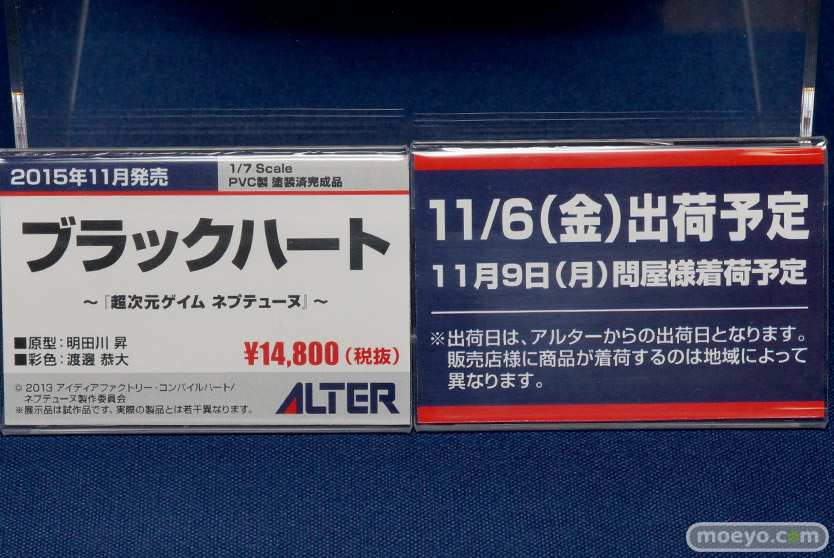 2015年11月発売
1/7 Scale
PVC製 塗装済完成品
ブラックハート
～『超次元ゲイム ネプテューヌ』～
■原型：明田川 昇
■彩色：渡邊 恭大
¥14,800（税抜）
© 2013 アイディアファクトリー・コンパイルハート/
ネプテューヌ製作委員会
※展示品は試作品です。実際の製品とは若干異なります。
ALTER
11/6（金）出荷予定
11月9日（月）問屋様着荷予定
※出荷日は、アルターからの出荷日となります。
販売店様に商品が着荷するのは地域によって
異なります。
moeyo.com